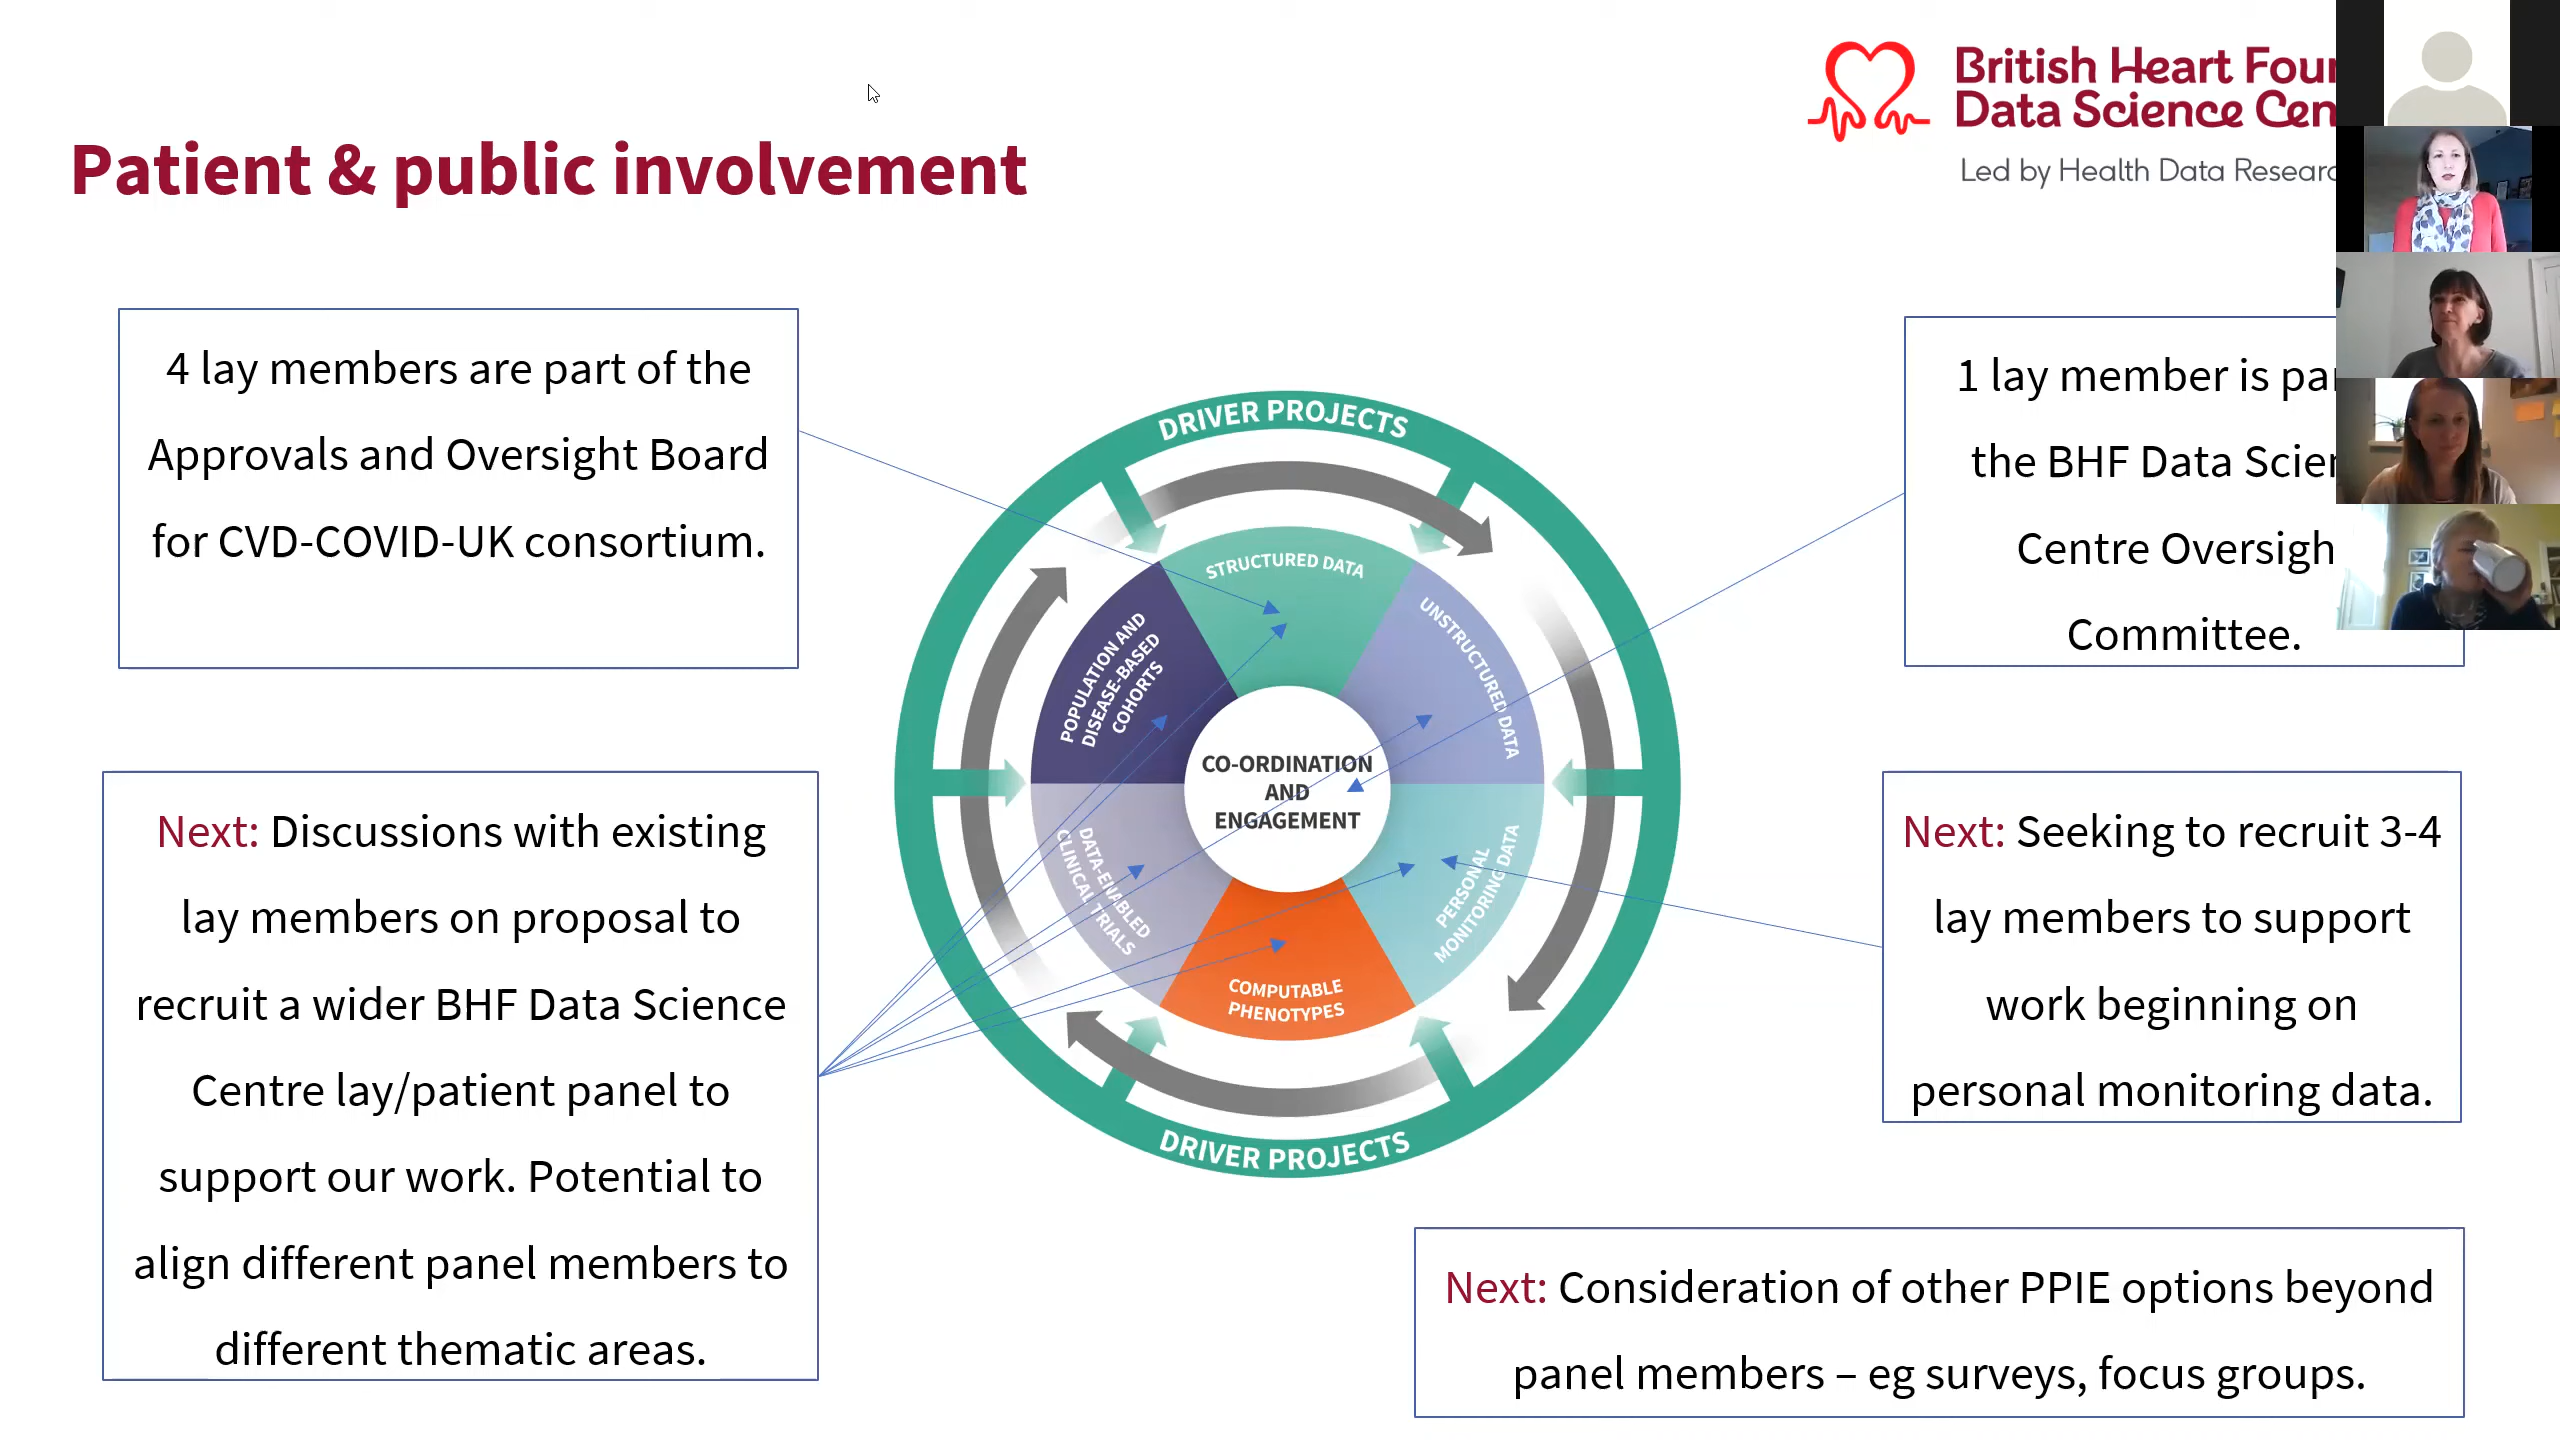 British Heart
Data Science
Led by Health Data
Patient & public involvement
4 lay members are part of the
Approvals and Oversight Board
for CVD-COVID-UK consortium.
1 lay member is
the BHF Data
Centre
Committee.
DRIVER PROJECTS
STRUCTURED DATA
UNSTRUCTURED DATA
POPULATION AND
DISEASE-BASED
COHORTS
CO-ORDINATION
AND
ENGAGEMENT
DATA-ENABLED
CLINICAL TRIALS
PERSONAL
MONITORING DATA
COMPUTABLE
PHENOTYPES
DRIVER PROJECTS
Next: Discussions with existing
lay members on proposal to
recruit a wider BHF Data Science
Centre lay/patient panel to
support our work. Potential to
align different panel members to
different thematic areas.
Next: Seeking to recruit 3-4
lay members to support
work beginning on
personal monitoring data.
Next: Consideration of other PPIE options beyond
panel members – eg surveys, focus groups.